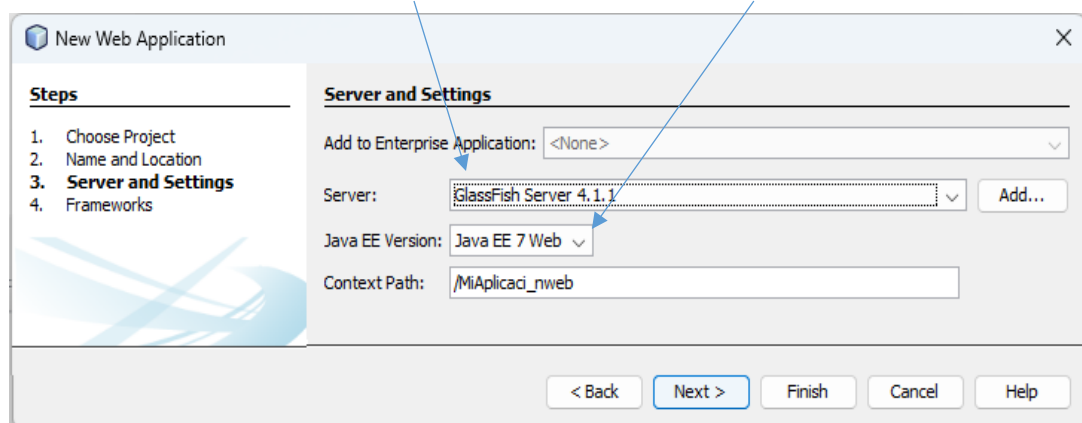 New Web Application
Steps
1. Choose Project
2. Name and Location
3. Server and Settings
4. Frameworks
Server and Settings
Add to Enterprise Application: <None>
Server: GlassFish Server 4.1.1 Add...
Java EE Version: Java EE 7 Web
Context Path: /MiAplicaci_nweb
< Back Next > Finish Cancel Help